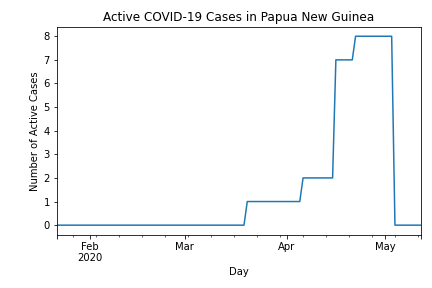 Active COVID-19 Cases in Papua New Guinea
8
7
6
5
4
3
2
1
0
Number of Active Cases
Feb
2020
Mar
Apr
May
Day